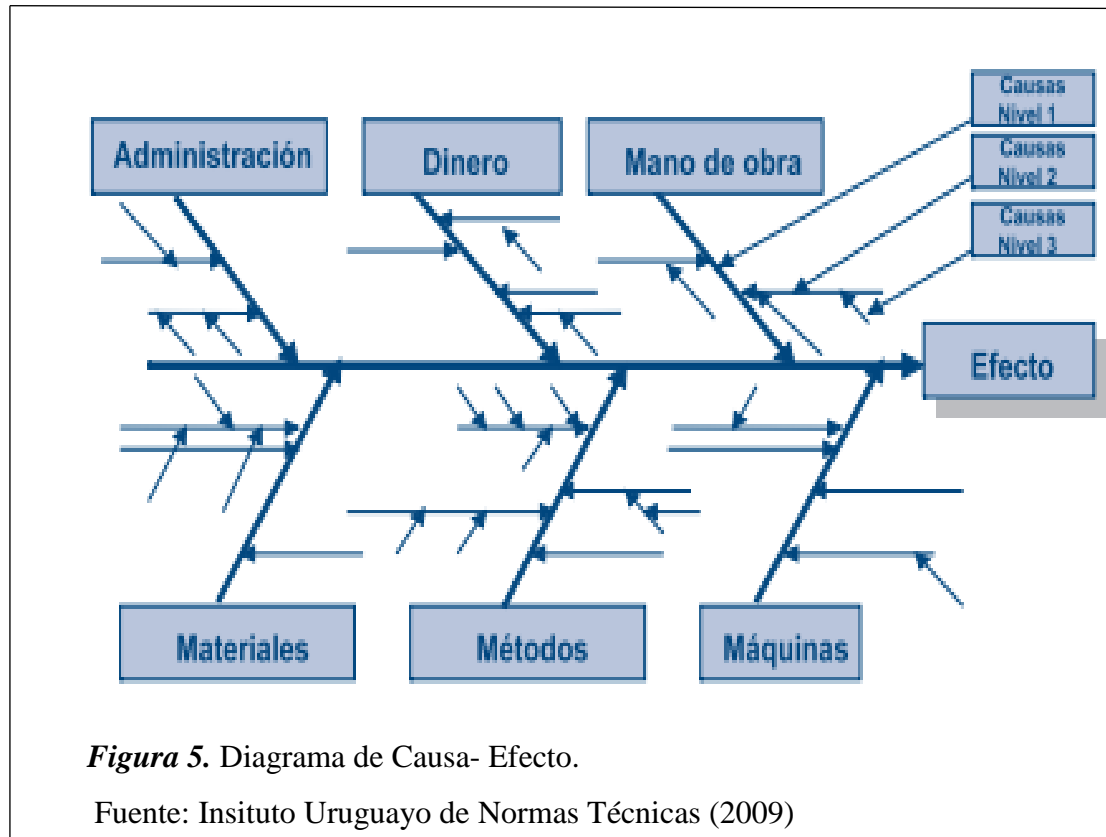 Causas
Nivel 1
Administración
Dinero
Mano de obra
Causas
Nivel 2
Causas
Nivel 3
Efecto
Materiales
Métodos
Máquinas
Figura 5. Diagrama de Causa- Efecto.
Fuente: Insituto Uruguayo de Normas Técnicas (2009)